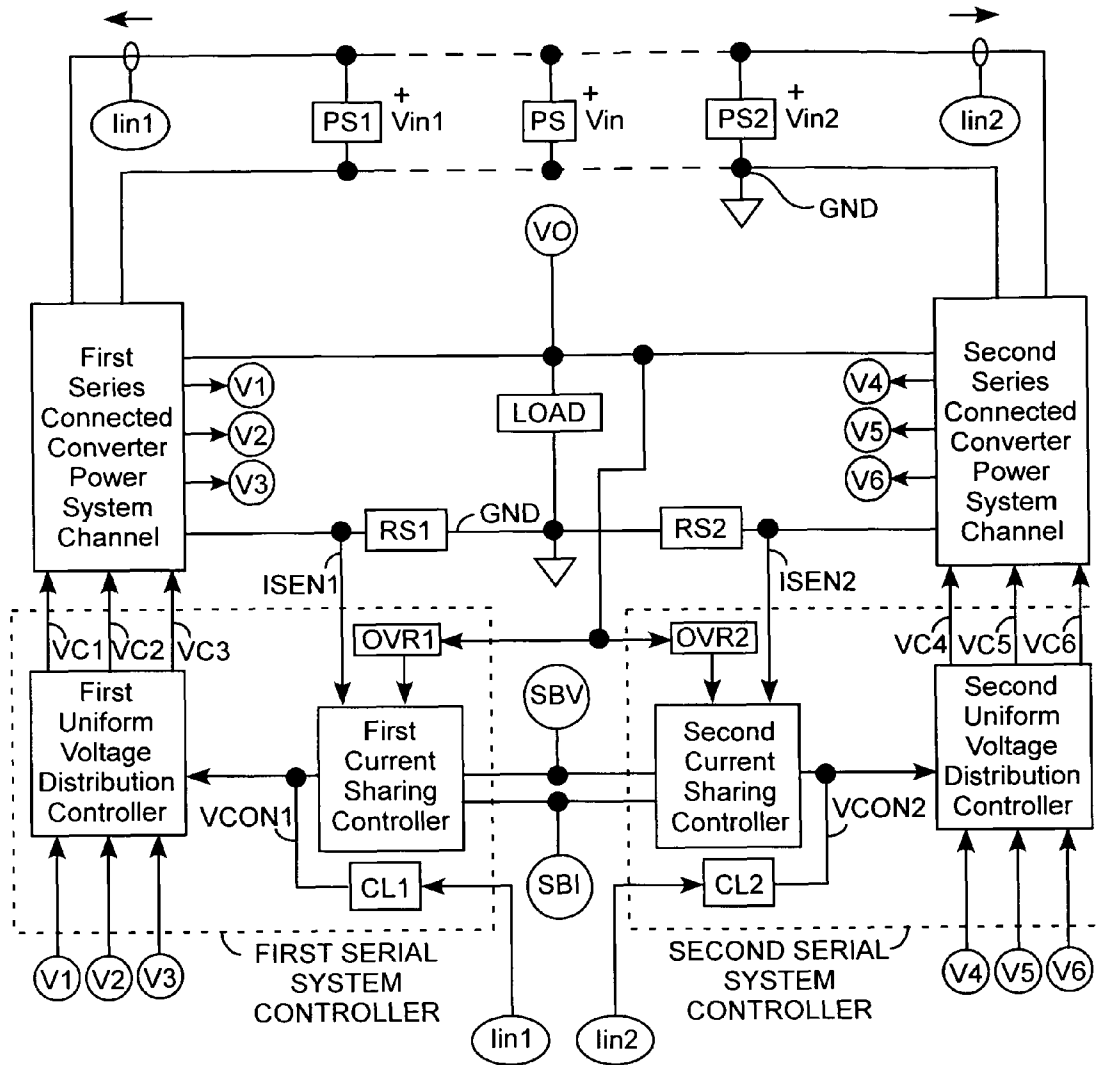 Iin1
PS1
+
Vin1
PS
+
Vin
PS2
+
Vin2
Iin2
GND
VO
First
Series
Connected
Converter
Power
System
Channel
V1
V2
V3
LOAD
V4
V5
V6
Second
Series
Connected
Converter
Power
System
Channel
RS1
GND
RS2
ISEN1
ISEN2
VC1
VC2
VC3
OVR1
OVR2
VC4
VC5
VC6
First
Uniform
Voltage
Distribution
Controller
VCON1
First
Current
Sharing
Controller
SBV
SBI
Second
Current
Sharing
Controller
VCON2
Second
Uniform
Voltage
Distribution
Controller
CL1
CL2
V1
V2
V3
FIRST SERIAL
SYSTEM
CONTROLLER
SECOND SERIAL
SYSTEM
CONTROLLER
V4
V5
V6
Iin1
Iin2